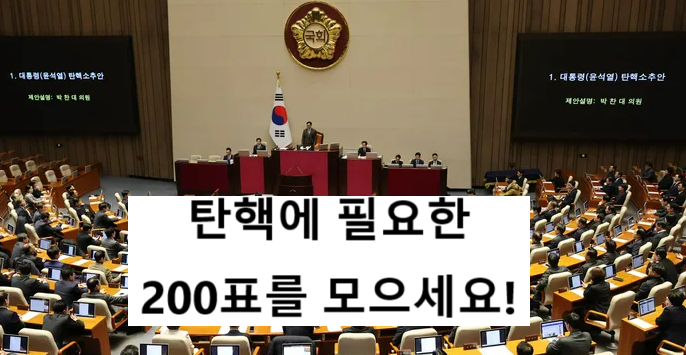 국회
1. 대통령(윤석열) 탄핵소추안
제안설명: 박 찬 대 의원
1. 대통령(윤석열) 탄핵소추안
제안설명: 박 찬 대 의원
탄핵에 필요한
200표를 모으세요!